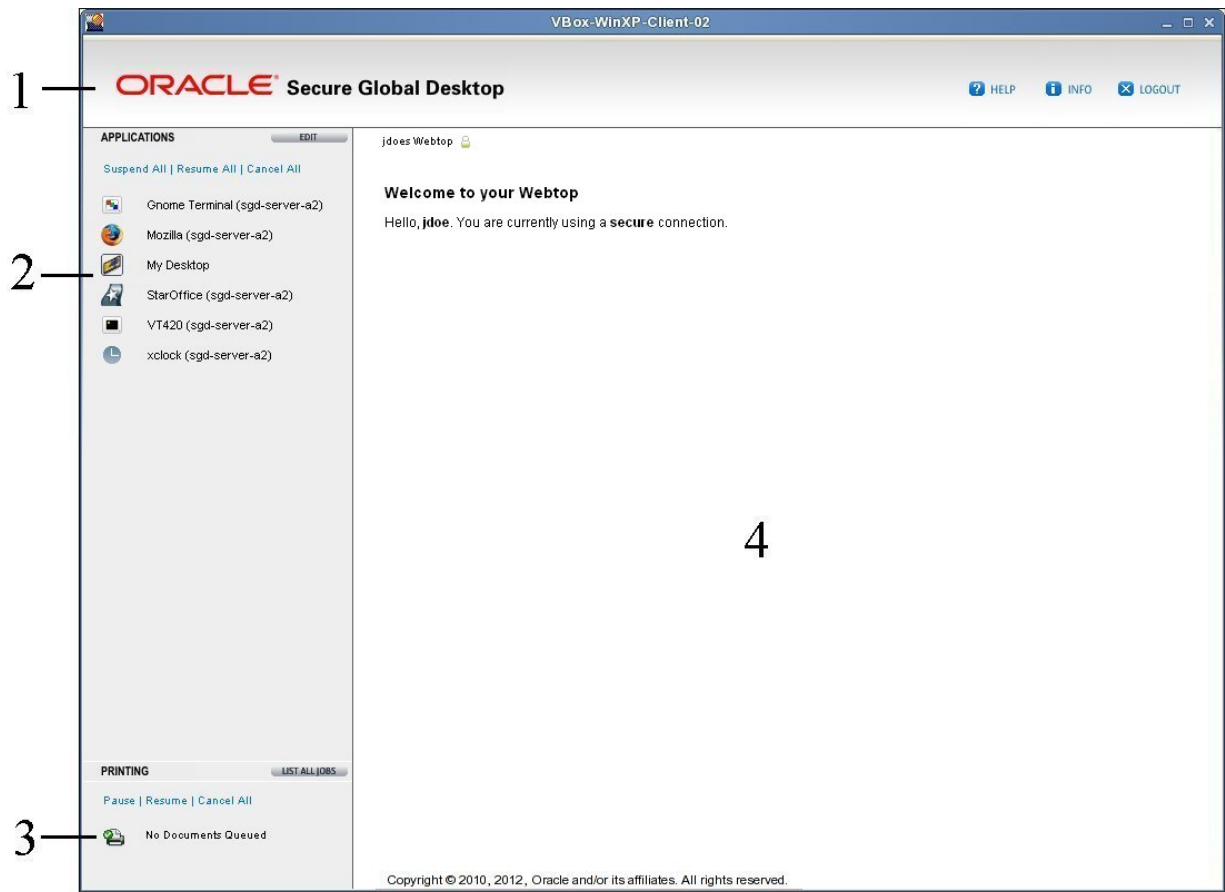 VBox-WinXP-Client-02
1
ORACLE® Secure Global Desktop
HELP
INFO
LOGOUT
APPLICATIONS
EDIT
jdoes Webtop
Suspend All | Resume All | Cancel All
Welcome to your Webtop
Hello, jdoe. You are currently using a secure connection.
2
Gnome Terminal (sgd-server-a2)
Mozilla (sgd-server-a2)
My Desktop
StarOffice (sgd-server-a2)
VT420 (sgd-server-a2)
xclock (sgd-server-a2)
4
PRINTING
LIST ALL JOBS
Pause | Resume | Cancel All
3
No Documents Queued
Copyright © 2010, 2012, Oracle and/or its affiliates. All rights reserved.